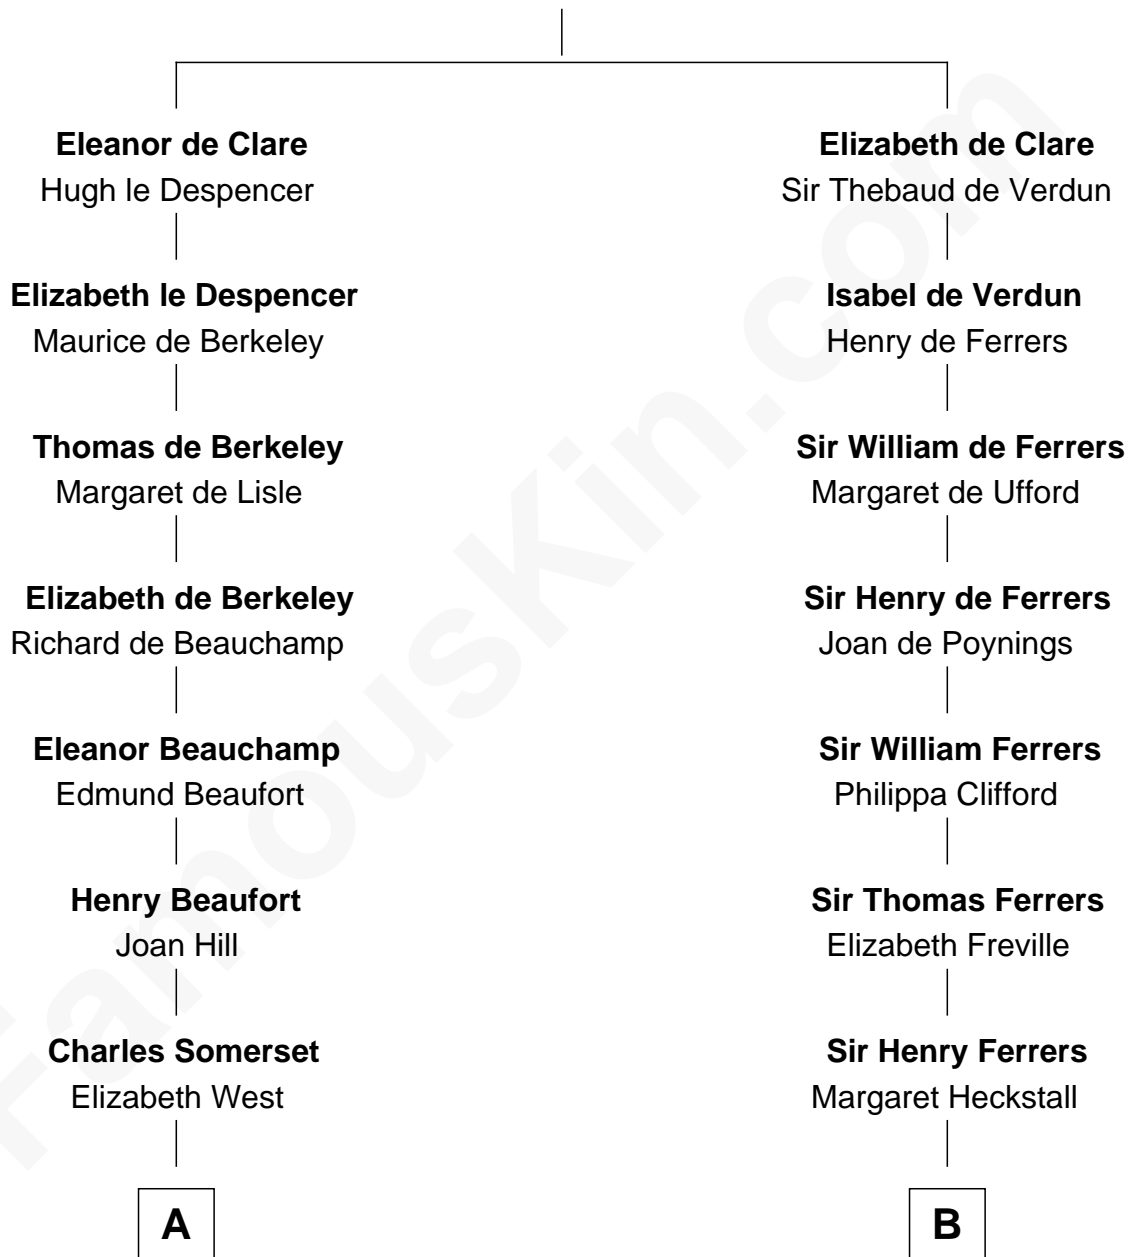 Eleanor de Clare
Hugh le Despencer
Elizabeth le Despencer
Maurice de Berkeley
Thomas de Berkeley
Margaret de Lisle
Elizabeth de Berkeley
Richard de Beauchamp
Eleanor Beauchamp
Edmund Beaufort
Henry Beaufort
Joan Hill
Charles Somerset
Elizabeth West
A
Elizabeth de Clare
Sir Thebaud de Verdun
Isabel de Verdun
Henry de Ferrers
Sir William de Ferrers
Margaret de Ufford
Sir Henry de Ferrers
Joan de Poynings
Sir William Ferrers
Philippa Clifford
Sir Thomas Ferrers
Elizabeth Freville
Sir Henry Ferrers
Margaret Heckstall
B
FamousKin.com